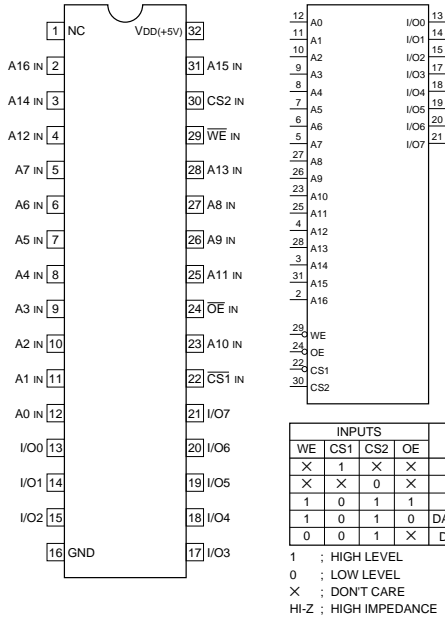 1 NC VDD(+5V) 32
A16 IN 2 31 A15 IN
A14 IN 3 30 CS2 IN
A12 IN 4 29 WE IN
A7 IN 5 28 A13 IN
A6 IN 6 27 A8 IN
A5 IN 7 26 A9 IN
A4 IN 8 25 A11 IN
A3 IN 9 24 OE IN
A2 IN 10 23 A10 IN
A1 IN 11 22 CS1 IN
A0 IN 12 21 I/O7
I/O0 13 20 I/O6
I/O1 14 19 I/O5
I/O2 15 18 I/O4
16 GND 17 I/O3
12 A0 I/O0 13
11 A1 I/O1 14
10 A2 I/O2 15
9 A3 I/O3 17
8 A4 I/O4 18
7 A5 I/O5 19
6 A6 I/O6 20
5 A7 I/O7 21
27 A8
26 A9
23 A10
25 A11
4 A12
28 A13
3 A14
31 A15
2 A16
29 WE
24 OE
22 CS1
30 CS2
INPUTS
WE CS1 CS2 OE
× 1 × ×
× × 0 ×
1 0 1 1
1 0 1 0 DA
0 0 1 × D
1 ; HIGH LEVEL
0 ; LOW LEVEL
× ; DON'T CARE
HI-Z ; HIGH IMPEDANCE